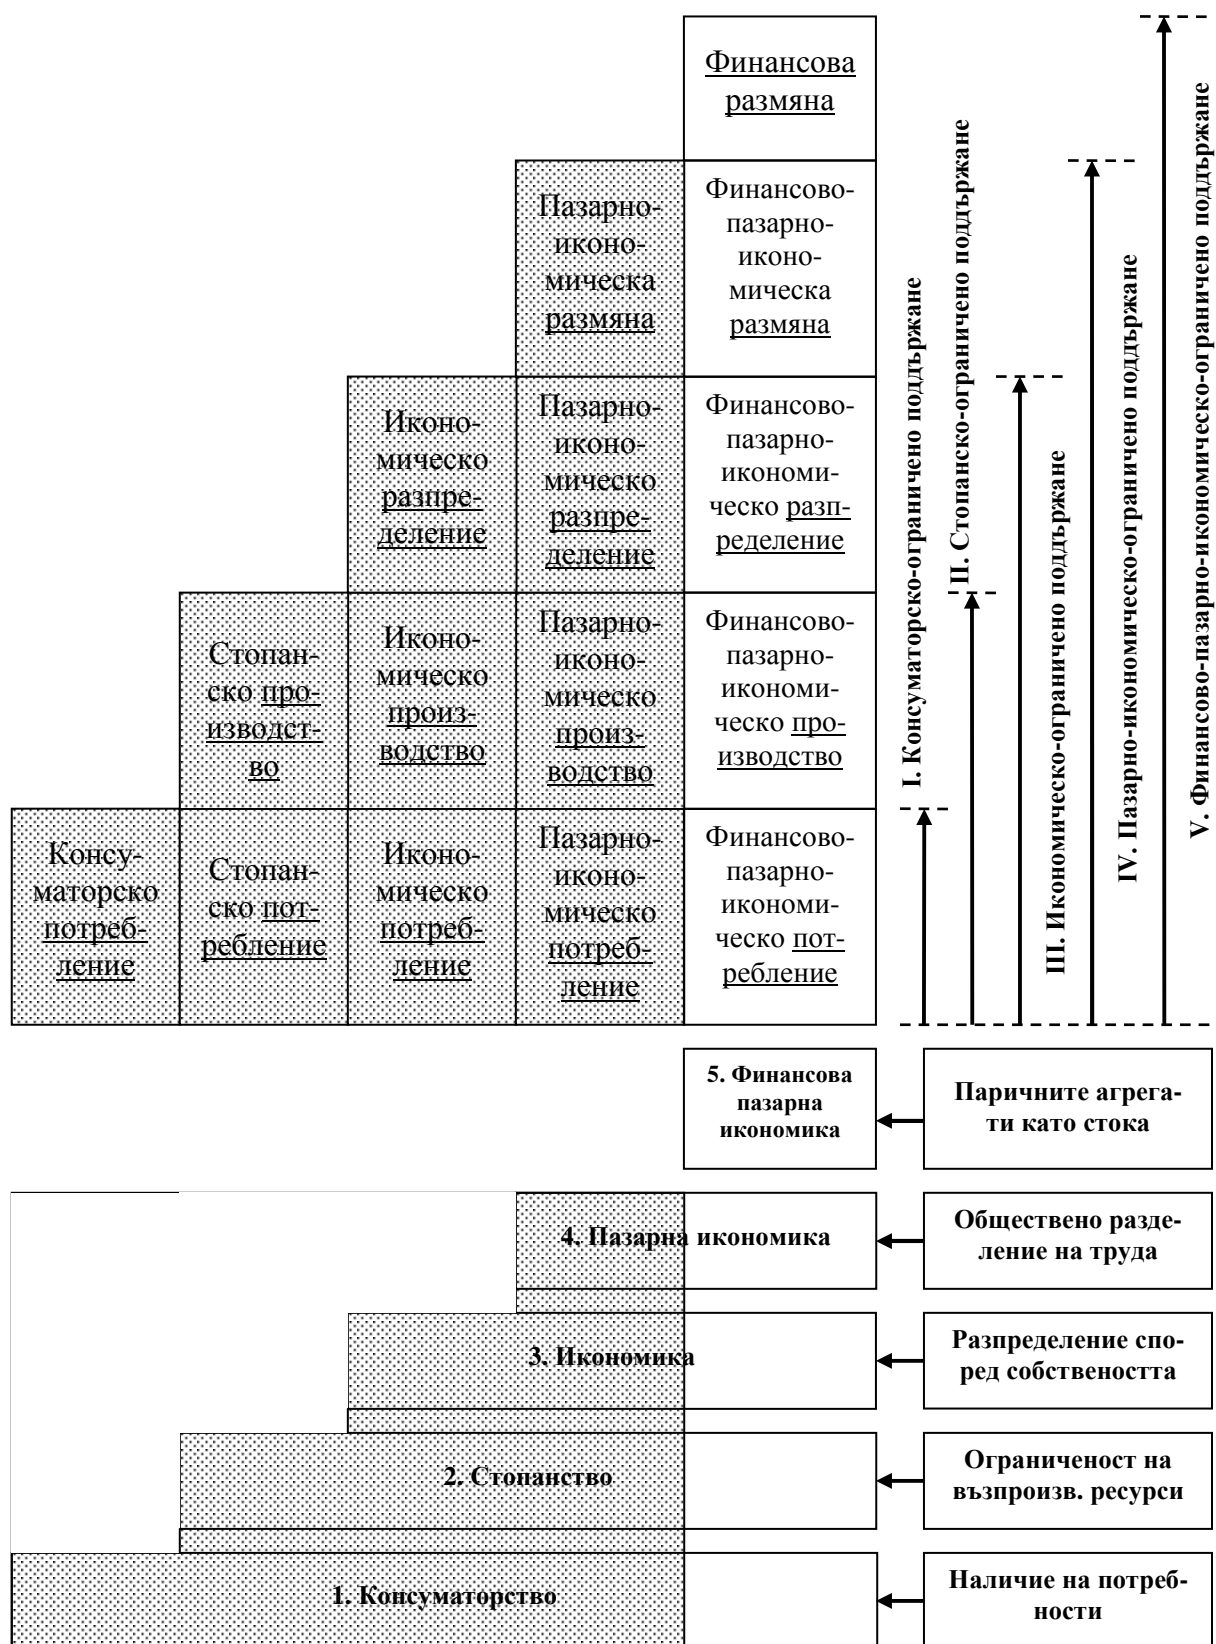 Финансова
размяна
Пазарно-
иконо-
мическа
размяна
Финансово-
пазарно-
иконо-
мическа
размяна
Иконо-
мическо
разпре-
деление
Пазарно-
иконо-
мическо
разпре-
деление
Финансово-
пазарно-
икономи-
ческо разп-
ределение
Стопан-
ско про-
изводст-
во
Иконо-
мическо
произ-
водство
Пазарно-
иконо-
мическо
произ-
водство
Финансово-
пазарно-
икономи-
ческо про-
изводство
Консу-
маторско
потреб-
ление
Стопан-
ско пот-
ребление
Иконо-
мическо
потреб-
ление
Пазарно-
иконо-
мическо
потреб-
ление
Финансово-
пазарно-
икономи-
ческо пот-
ребление
I. Консуматорско-ограничено поддържане
II. Стопанско-ограничено поддържане
III. Икономическо-ограничено поддържане
IV. Пазарно-икономическо-ограничено поддържане
V. Финансово-пазарно-икономическо-ограничено поддържане
5. Финансова
пазарна
икономика
Паричните агрега-
ти като стока
4. Пазарна икономика
Обществено разде-
ление на труда
3. Икономика
Разпределение спо-
ред собствеността
2. Стопанство
Ограниченост на
възпроизв. ресурси
1. Консуматорство
Наличие на потреб-
ности